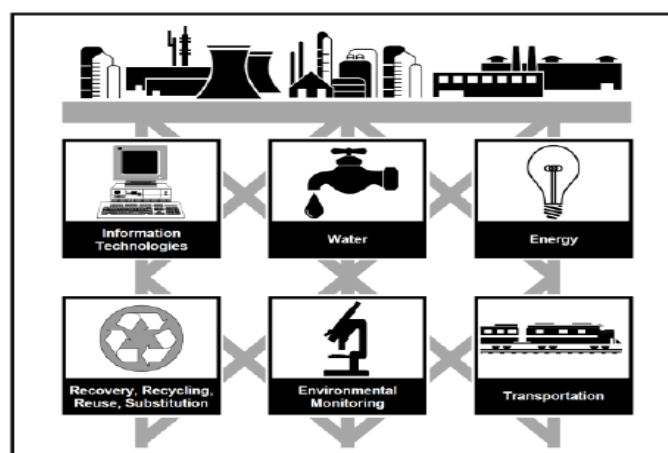 Information
Technologies
Water
Energy
Recovery, Recycling,
Reuse, Substitution
Environmental
Monitoring
Transportation